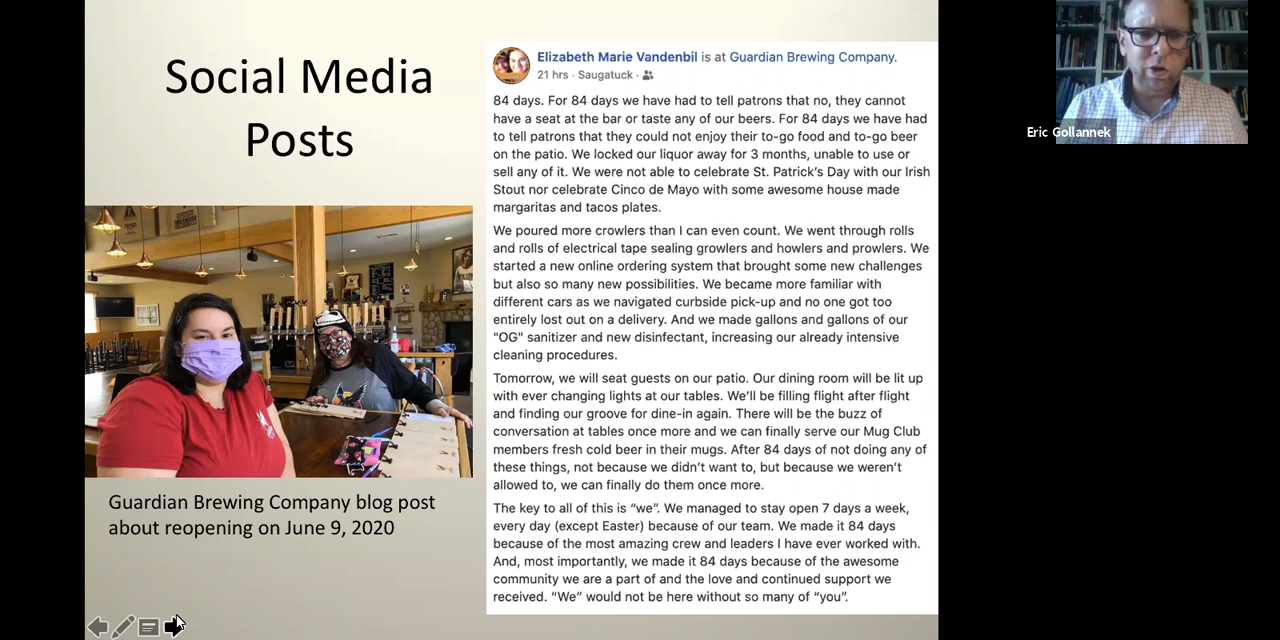 Social Media
Posts
Elizabeth Marie Vandenbil is at Guardian Brewing Company.
21 hrs · Saugatuck ·
84 days. For 84 days we have had to tell patrons that no, they cannot
have a seat at the bar or taste any of our beers. For 84 days we have had
to tell patrons that they could not enjoy their to-go food and to-go beer
on the patio. We locked our liquor away for 3 months, unable to use or
sell any of it. We were not able to celebrate St. Patrick's Day with our Irish
Stout nor celebrate Cinco de Mayo with some awesome house made
margaritas and tacos plates.
We poured more crowlers than I can even count. We went through rolls
and rolls of electrical tape sealing growlers and howlers and prowlers. We
started a new online ordering system that brought some new challenges
but also so many new possibilities. We became more familiar with
different cars as we navigated curbside pick-up and no one got too
entirely lost out on a delivery. And we made gallons and gallons of our
"OG" sanitizer and new disinfectant, increasing our already intensive
cleaning procedures.
Tomorrow, we will seat guests on our patio. Our dining room will be lit up
with ever changing lights at our tables. We'll be filling flight after flight
and finding our groove for dine-in again. There will be the buzz of
conversation at tables once more and we can finally serve our Mug Club
members fresh cold beer in their mugs. After 84 days of not doing any of
these things, not because we didn't want to, but because we weren't
allowed to, we can finally do them once more.
The key to all of this is “we”. We managed to stay open 7 days a week,
every day (except Easter) because of our team. We made it 84 days
because of the most amazing crew and leaders I have ever worked with.
And, most importantly, we made it 84 days because of the awesome
community we are a part of and the love and continued support we
received. “We” would not be here without so many of “you”.
Guardian Brewing Company blog post
about reopening on June 9, 2020
Eric Gollannek